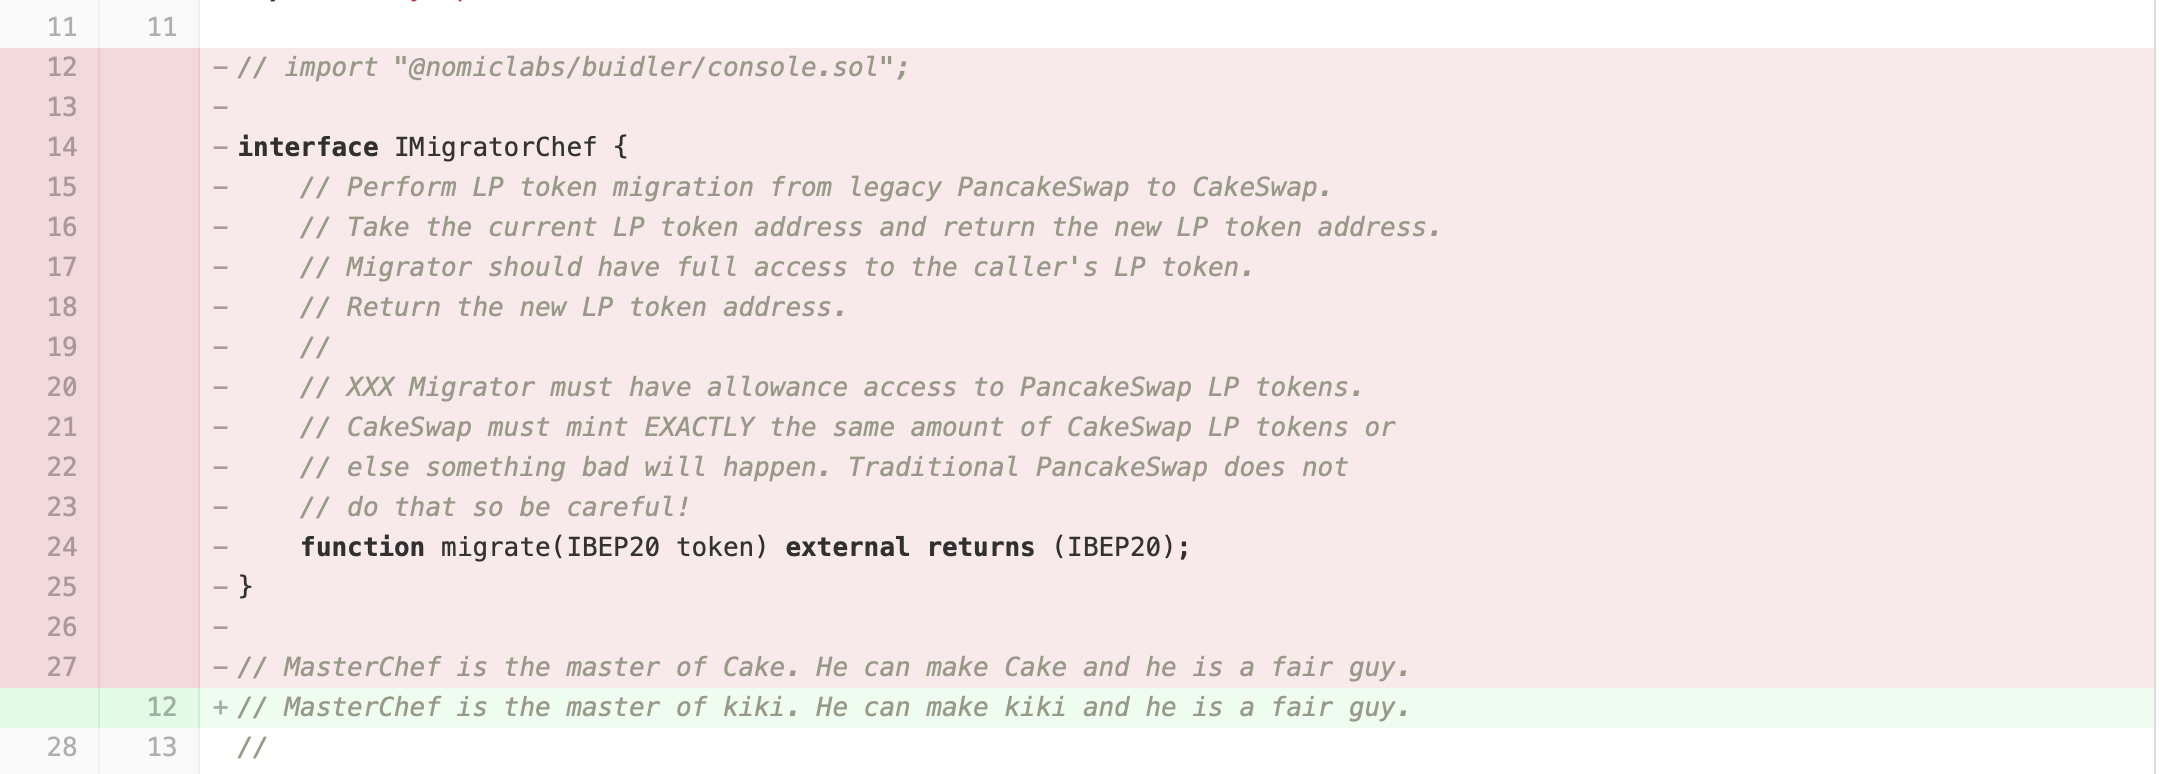 11 11
12 -// import "@nomiclabs/buidler/console.sol";
13 -
14 -interface IMigratorChef {
15 -    // Perform LP token migration from legacy PancakeSwap to CakeSwap.
16 -    // Take the current LP token address and return the new LP token address.
17 -    // Migrator should have full access to the caller's LP token.
18 -    // Return the new LP token address.
19 -    //
20 -    // XXX Migrator must have allowance access to PancakeSwap LP tokens.
21 -    // CakeSwap must mint EXACTLY the same amount of CakeSwap LP tokens or
22 -    // else something bad will happen. Traditional PancakeSwap does not
23 -    // do that so be careful!
24 -    function migrate(IBEP20 token) external returns (IBEP20);
25 -}
26 -
27 -// MasterChef is the master of Cake. He can make Cake and he is a fair guy.
12 +// MasterChef is the master of kiki. He can make kiki and he is a fair guy.
28 13 //